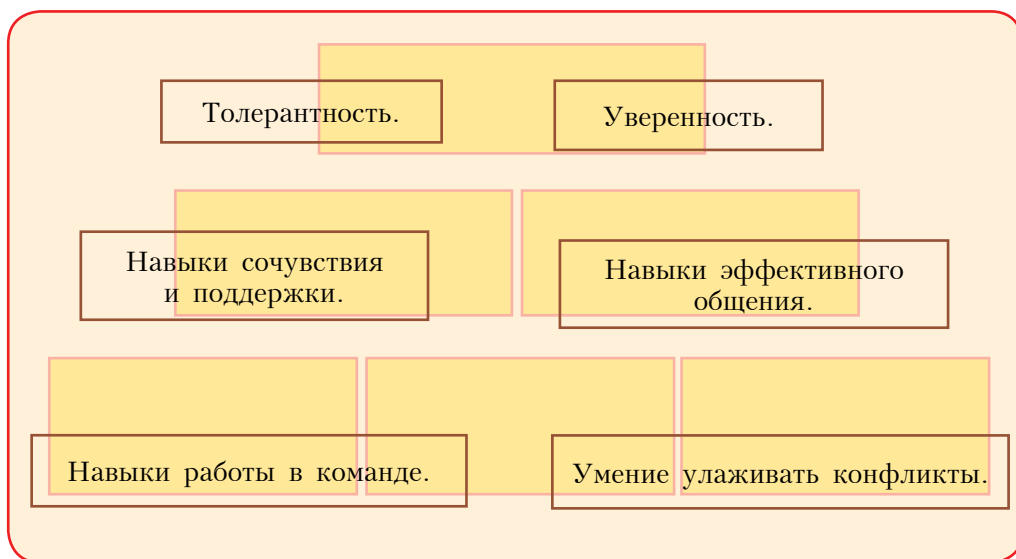 Толерантность.
Уверенность.
Навыки сочувствия
и поддержки.
Навыки эффективного
общения.
Навыки работы в команде.
Умение улаживать конфликты.